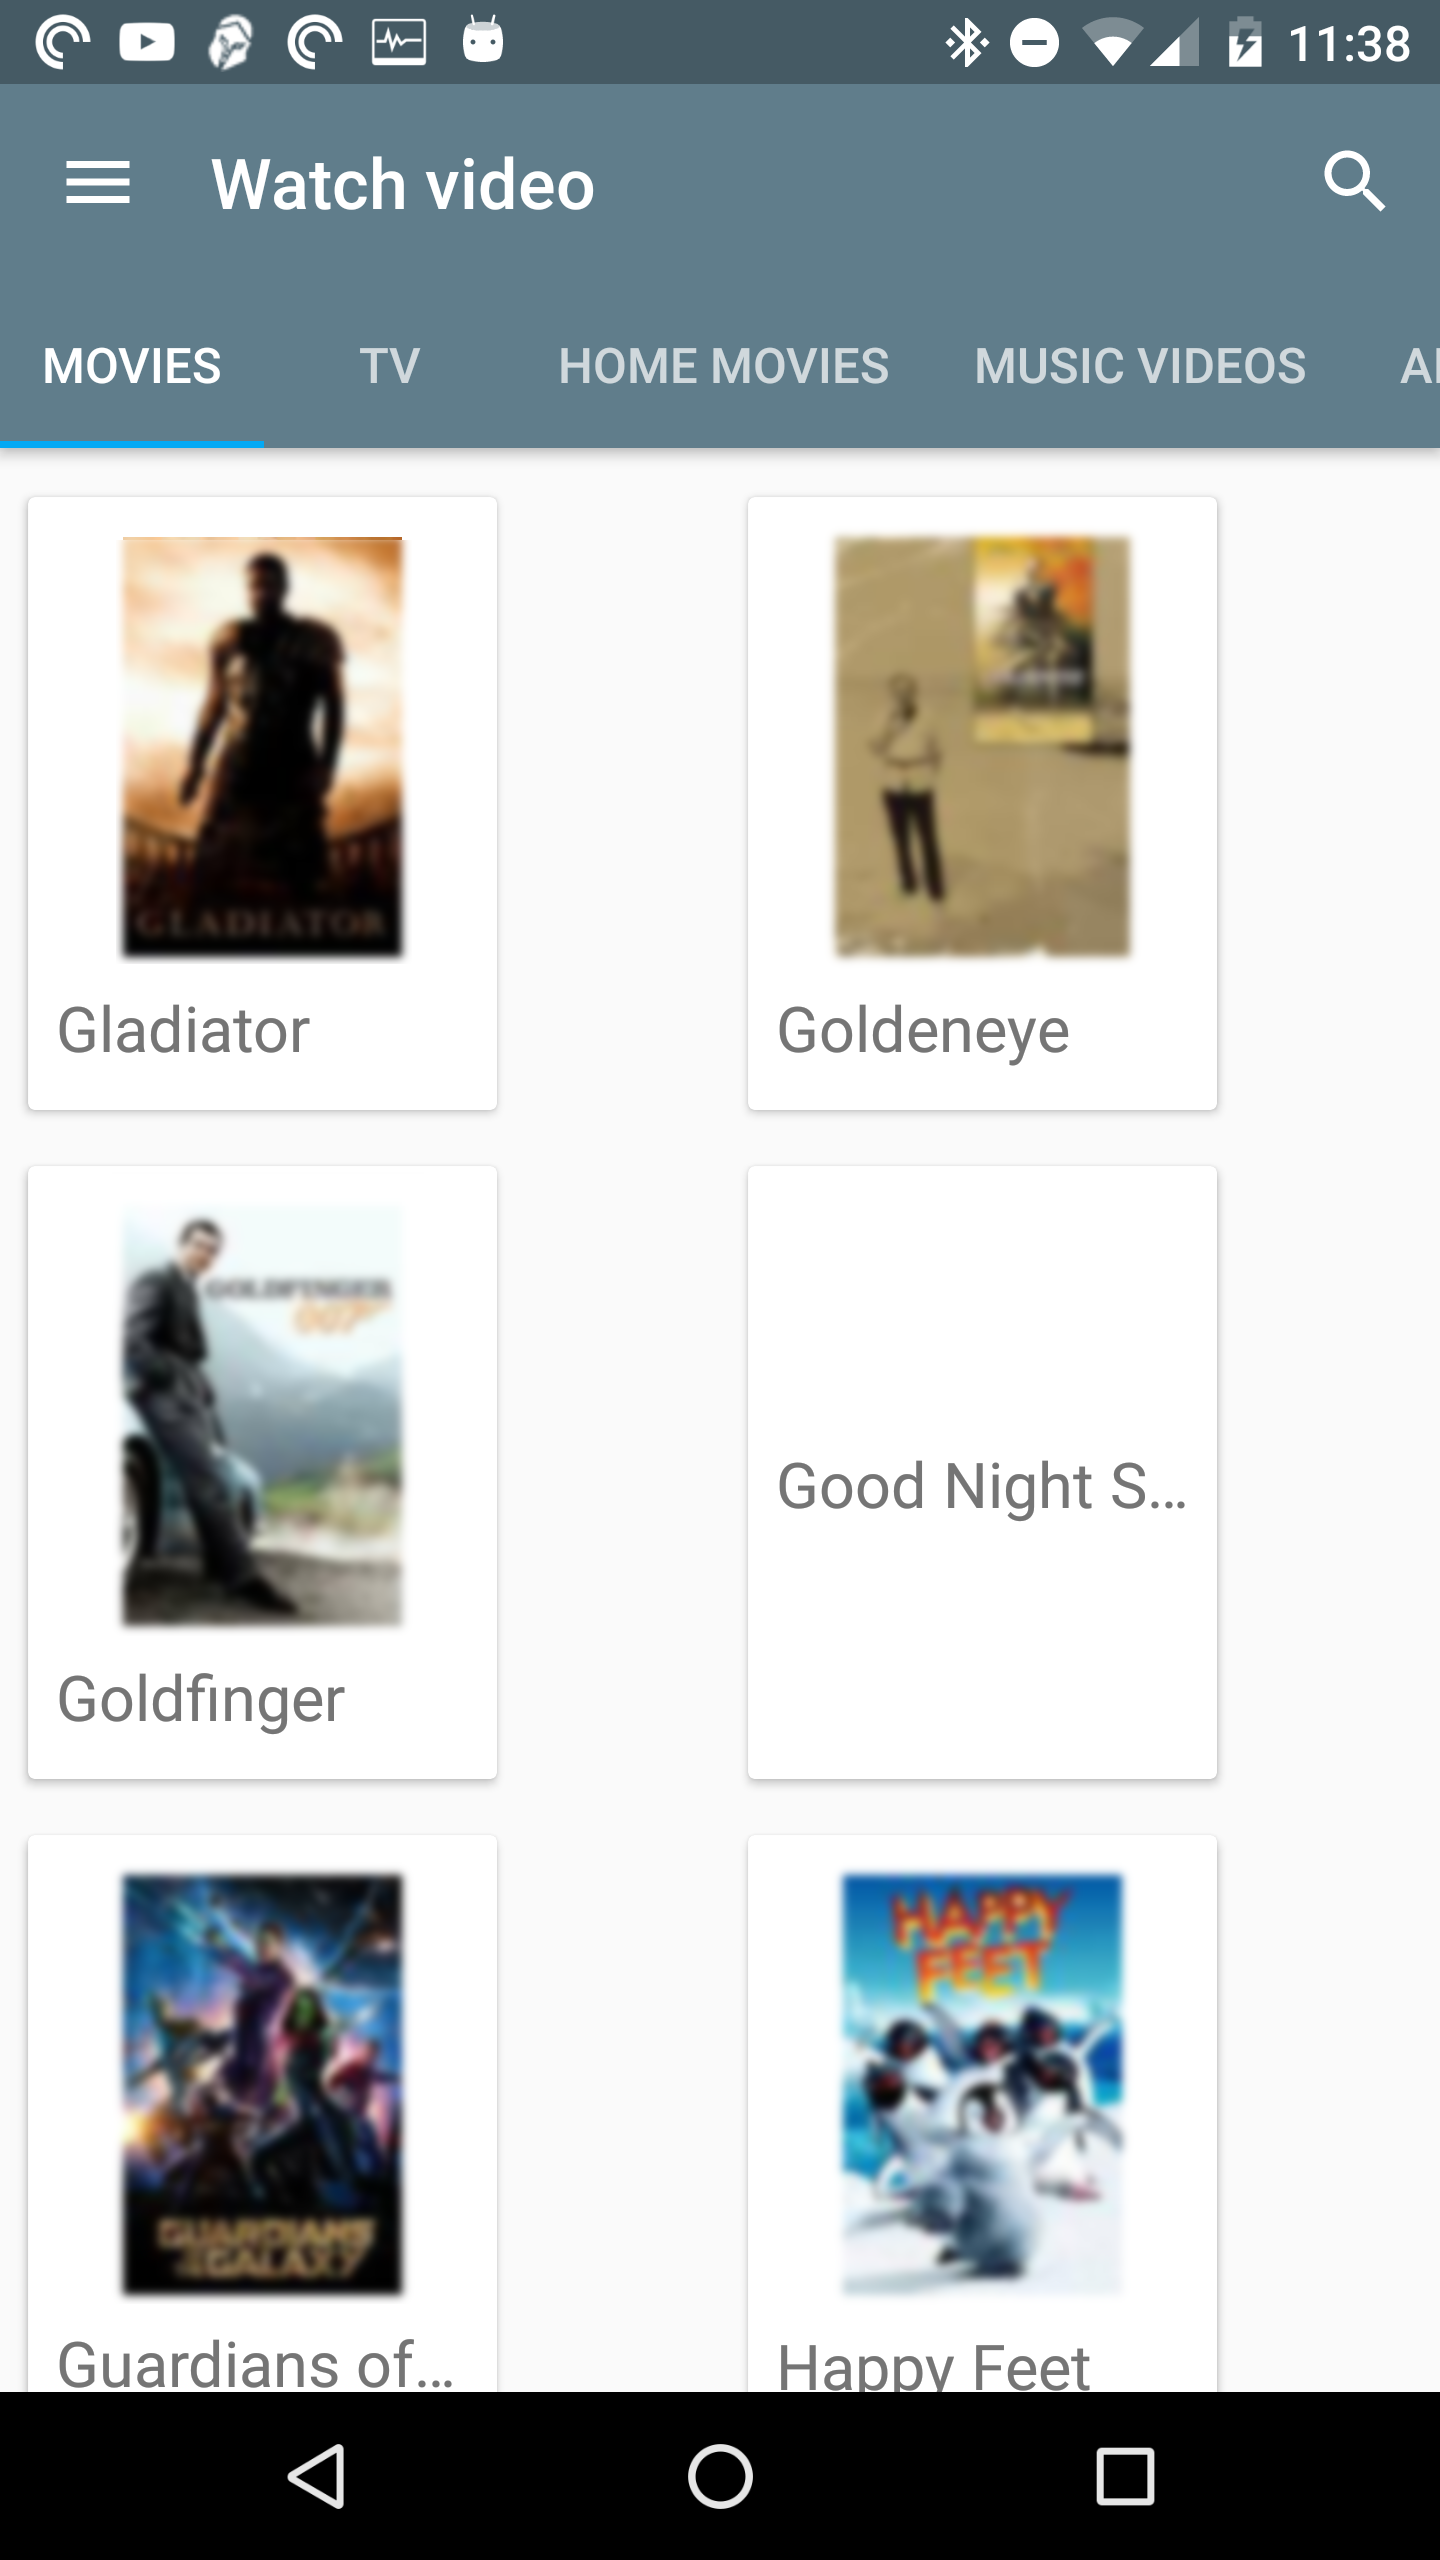 11:38
Watch video
MOVIES TV HOME MOVIES MUSIC VIDEOS
GLADIATOR
Gladiator
Goldeneye
GOLDFINGER
007
Goldfinger
Good Night S...
GUARDIANS
GALAXY
Guardians of...
HAPPY
FEET
Happy Feet